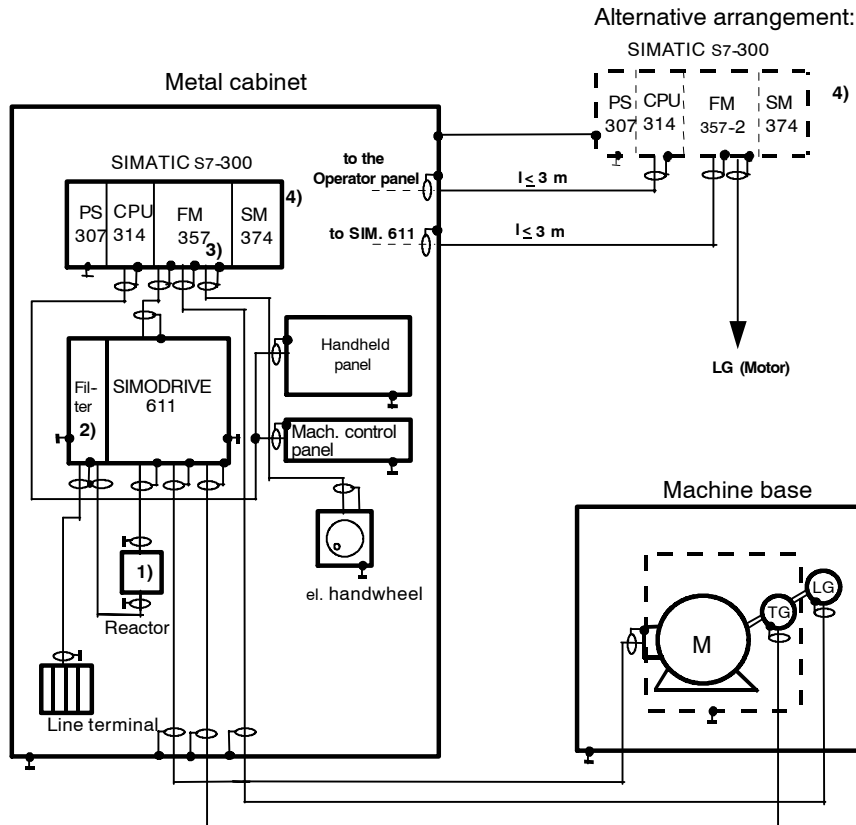 Alternative arrangement:
SIMATIC S7-300
PS CPU FM SM 4)
307 314 357-2 374
Metal cabinet
SIMATIC S7-300
to the
Operator panel
l ≤ 3 m
PS CPU FM SM 4)
307 314 357 374
3)
to SIM. 611
l ≤ 3 m
LG (Motor)
Handheld
panel
Fil-
ter
2)
SIMODRIVE
611
Mach. control
panel
1)
Reactor
el. handwheel
Line terminal
Machine base
M
TG
LG